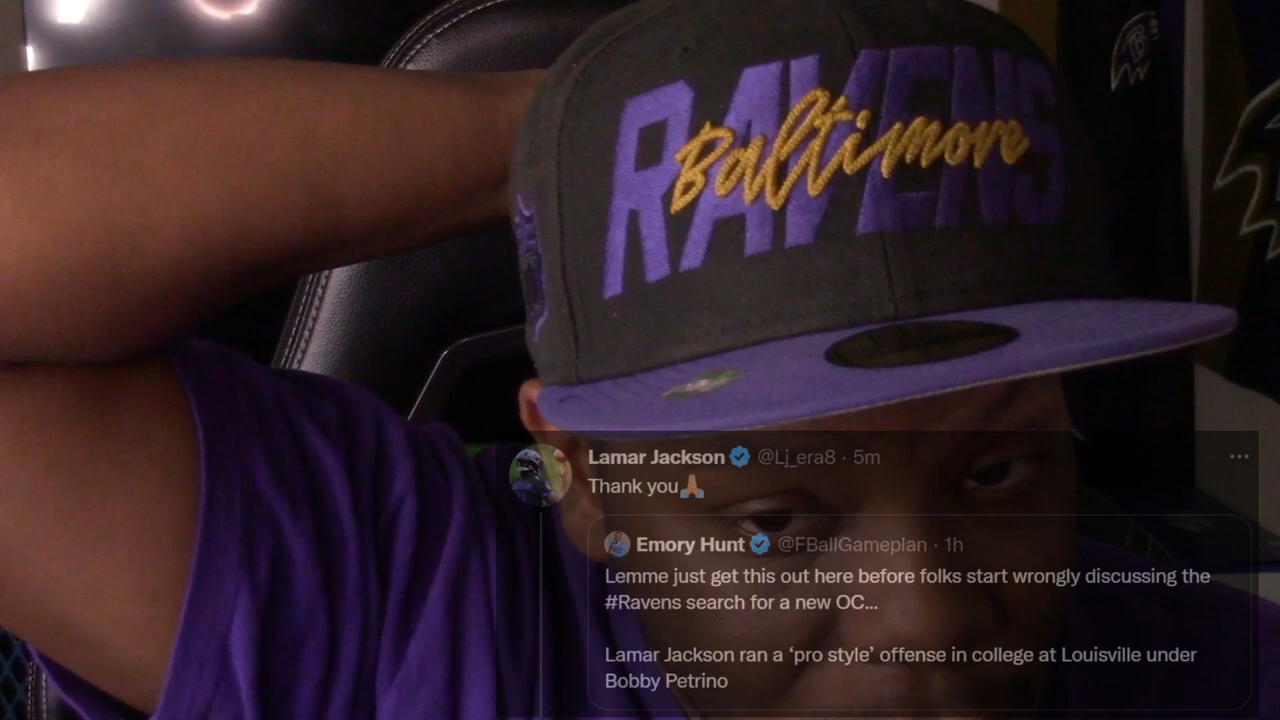 RAVENS
Baltimore
Lamar Jackson @Lj_era8 · 5m
Thank you🙏🏽
Emory Hunt @FBallGameplan · 1h
Lemme just get this out here before folks start wrongly discussing the
#Ravens search for a new OC...
Lamar Jackson ran a ‘pro style’ offense in college at Louisville under
Bobby Petrino